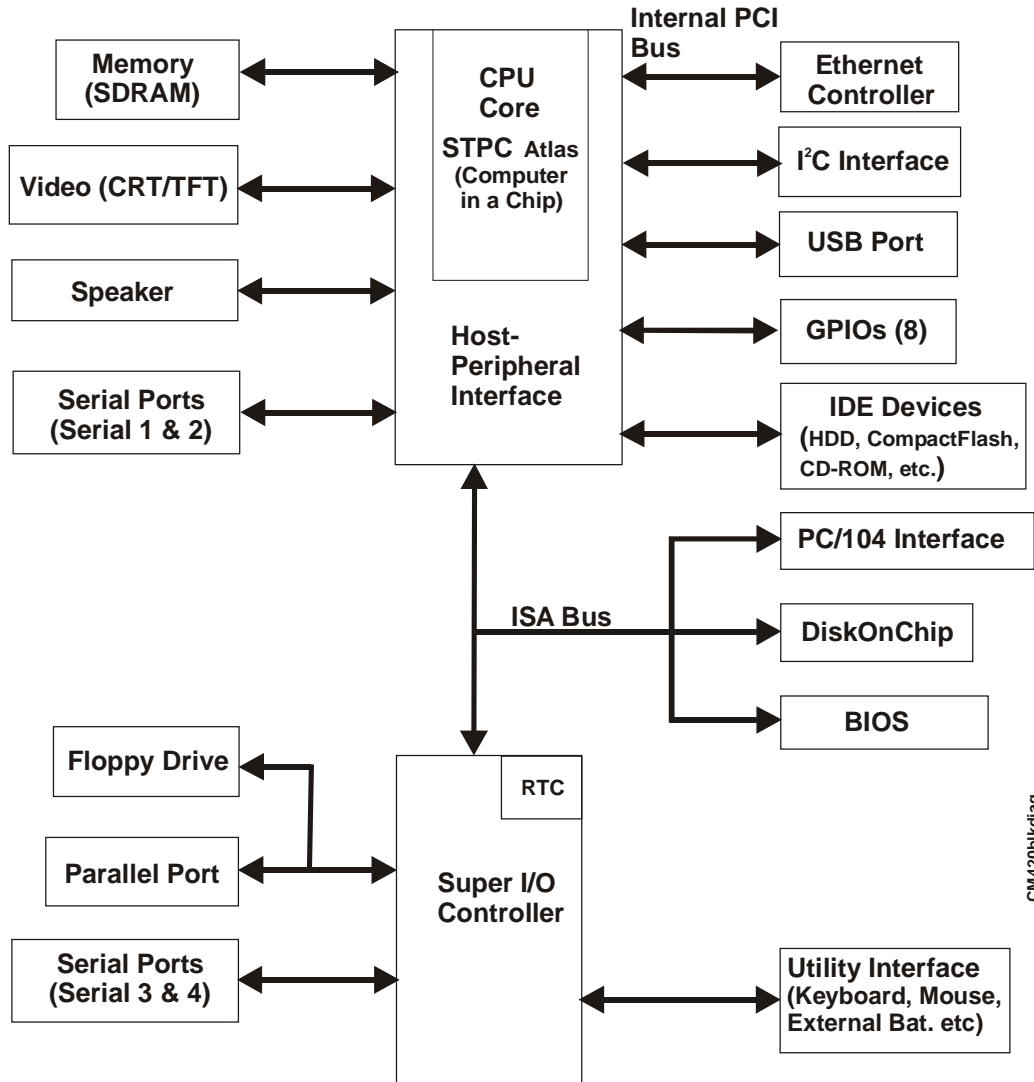 Internal PCI
Bus
Memory
(SDRAM)
CPU
Core
STPC Atlas
(Computer
in a Chip)
Ethernet
Controller
Video (CRT/TFT)
I²C Interface
Speaker
USB Port
Host-
Peripheral
Interface
GPIOs (8)
Serial Ports
(Serial 1 & 2)
IDE Devices
(HDD, CompactFlash,
CD-ROM, etc.)
PC/104 Interface
ISA Bus
DiskOnChip
BIOS
Floppy Drive
RTC
Parallel Port
Super I/O
Controller
Serial Ports
(Serial 3 & 4)
Utility Interface
(Keyboard, Mouse,
External Bat. etc)
CM420blkdiag